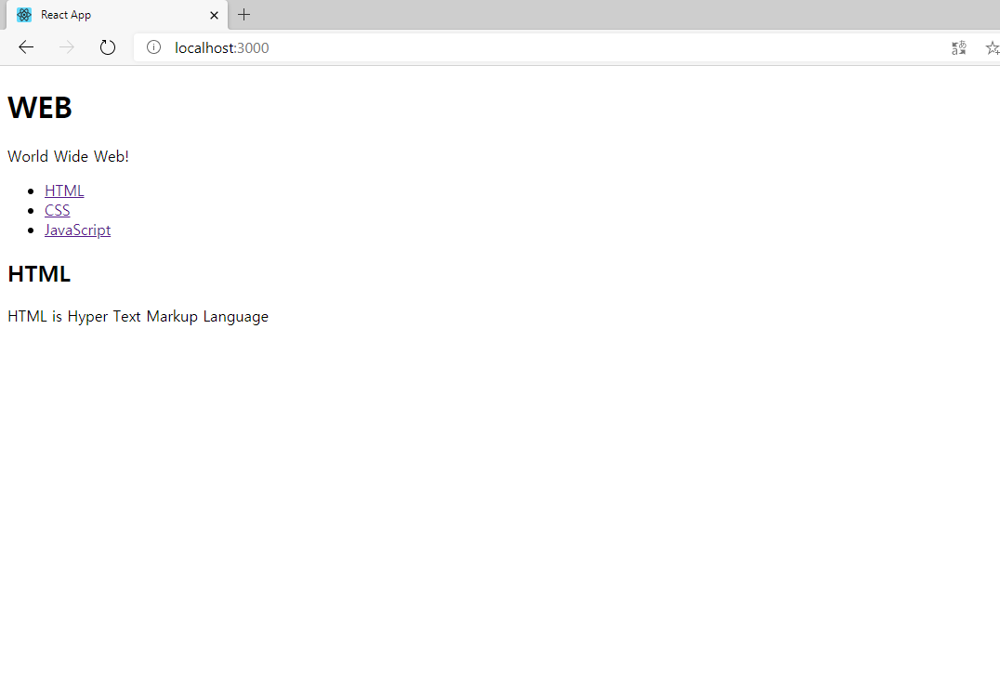 React App
localhost:3000
WEB
World Wide Web!
HTML
CSS
JavaScript
HTML
HTML is Hyper Text Markup Language